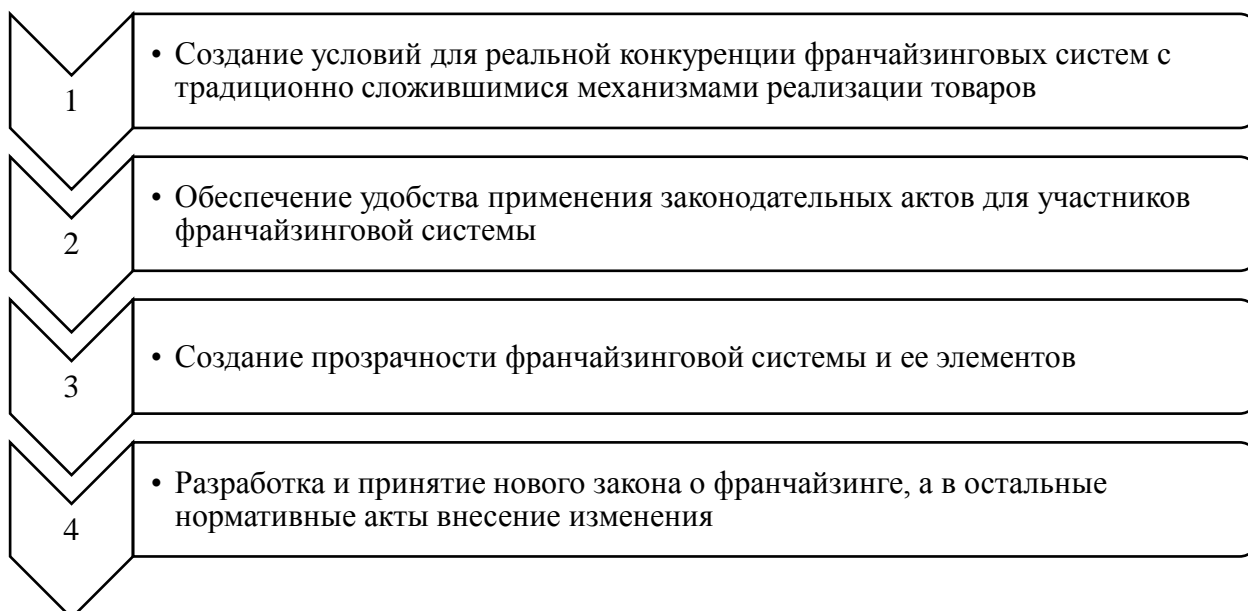 1
• Создание условий для реальной конкуренции франчайзинговых систем с
традиционно сложившимися механизмами реализации товаров
2
• Обеспечение удобства применения законодательных актов для участников
франчайзинговой системы
3
• Создание прозрачности франчайзинговой системы и ее элементов
4
• Разработка и принятие нового закона о франчайзинге, а в остальные
нормативные акты внесение изменения